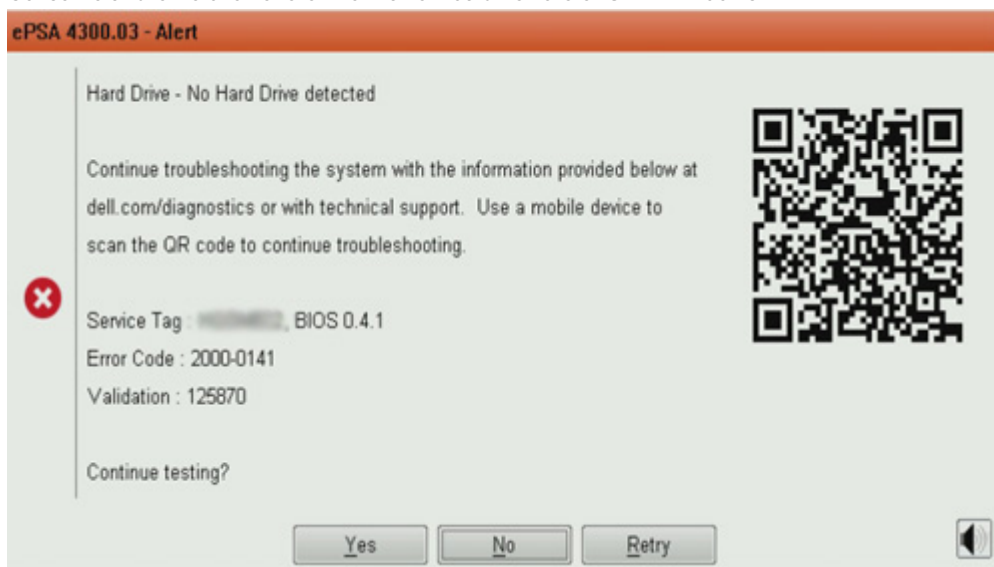 ePSA 4300.03 - Alert
Hard Drive - No Hard Drive detected
Continue troubleshooting the system with the information provided below at
dell.com/diagnostics or with technical support. Use a mobile device to
scan the QR code to continue troubleshooting.
Service Tag : , BIOS 0.4.1
Error Code : 2000-0141
Validation : 125870
Continue testing?
Yes No Retry